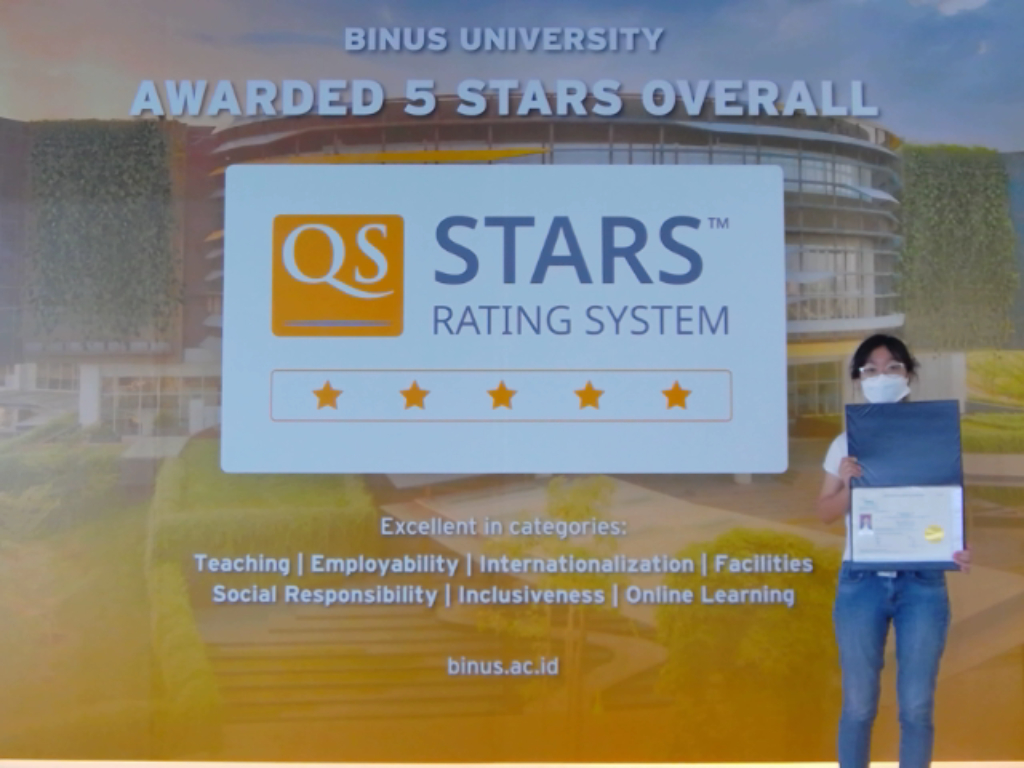 BINUS UNIVERSITY
AWARDED 5 STARS OVERALL
QS
STARS™
RATING SYSTEM
Excellent in categories:
Teaching | Employability | Internationalization | Facilities
Social Responsibility | Inclusiveness | Online Learning
binus.ac.id